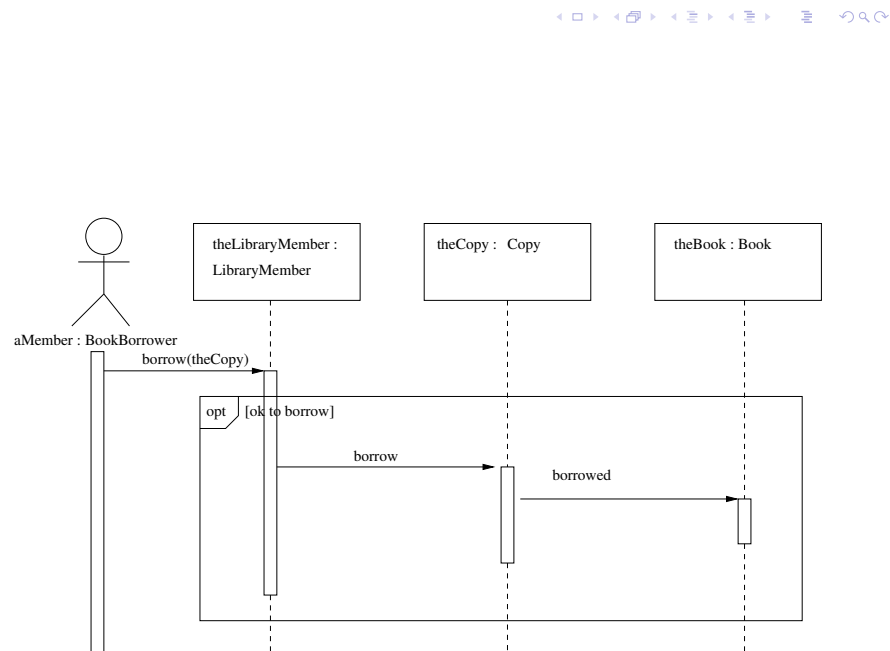 theLibraryMember :
LibraryMember
theCopy : Copy
theBook : Book
aMember : BookBorrower
borrow(theCopy)
opt [ok to borrow]
borrow
borrowed